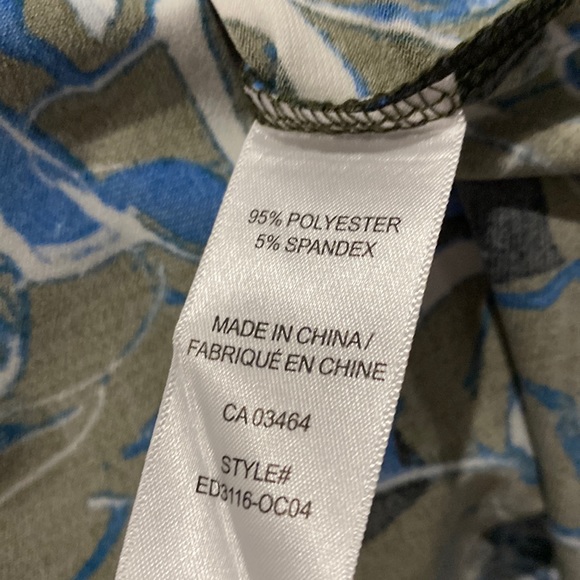 95% POLYESTER
5% SPANDEX
MADE IN CHINA/
FABRIQUÉ EN CHINE
CA 03464
STYLE#
ED3116-OC04